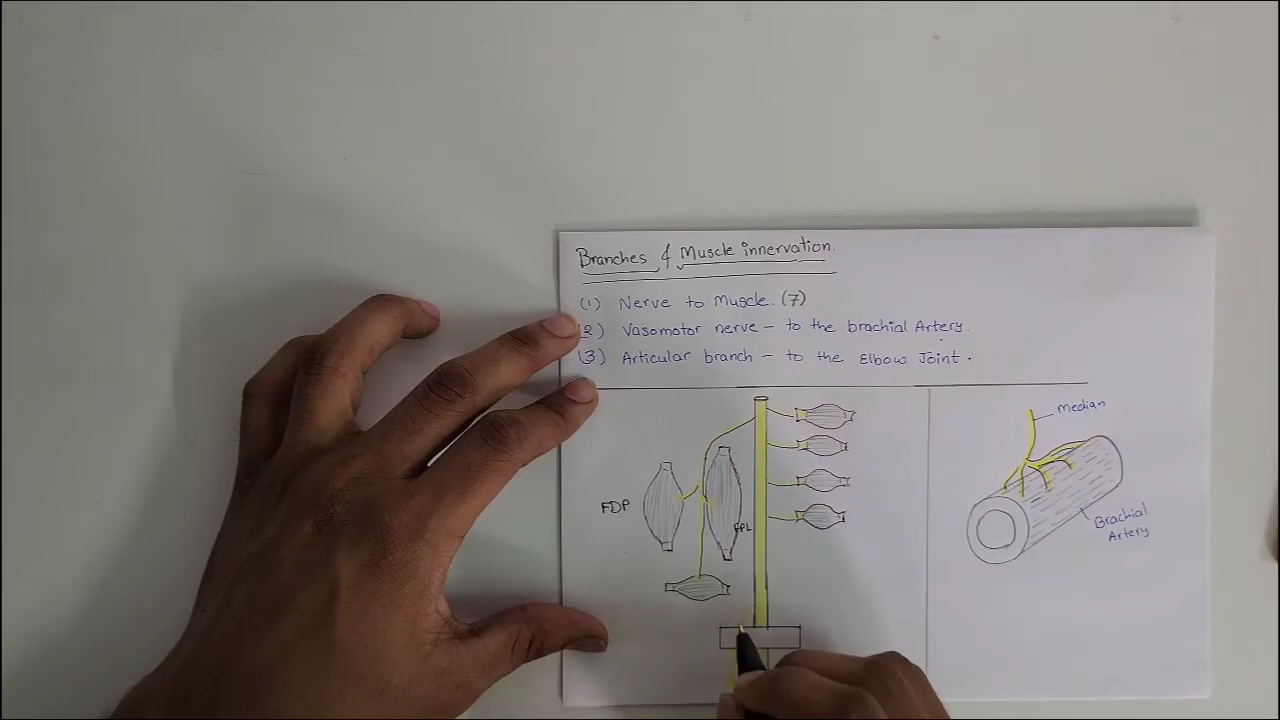 Branches & Muscle innervation.
(1) Nerve to Muscle. (7)
(2) Vasomotor nerve - to the brachial Artery.
(3) Articular branch - to the Elbow Joint.
Median
FDP
FPL
Brachial
Artery